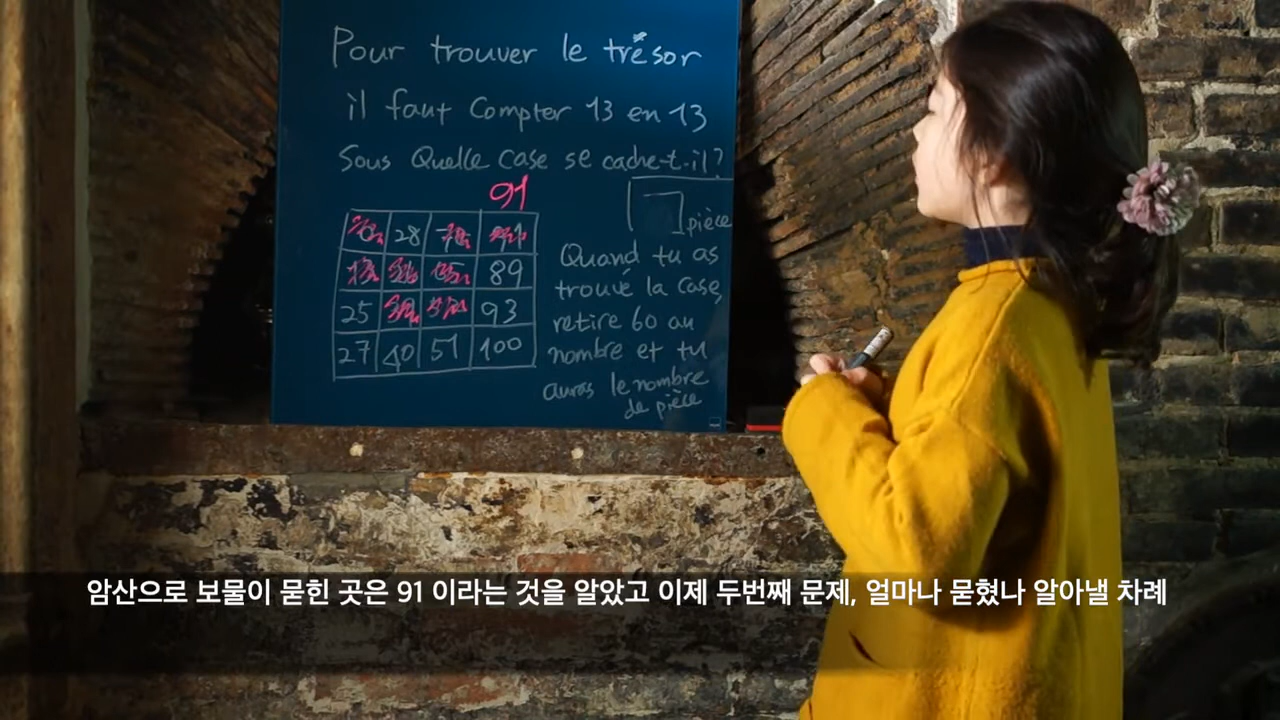 Pour trouver le trésor
il faut Compter 13 en 13
Sous Quelle case se cache-t-il?
91
28
89
25 93
27 40 51 100
pièce
Quand tu as
trouvé la case,
retire 60 au
nombre et tu
auras le nombre
de pièce
암산으로 보물이 묻힌 곳은 91 이라는 것을 알았고 이제 두번째 문제, 얼마나 묻혔나 알아낼 차례